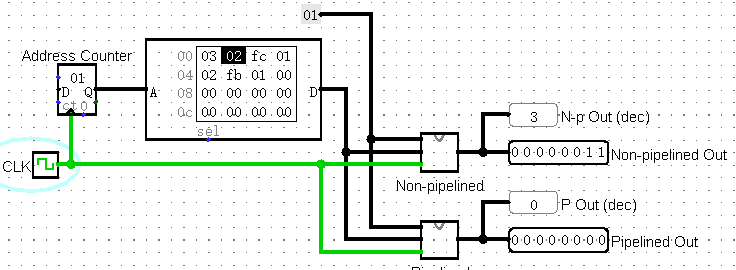 01
Address Counter
01
D Q
ct0
A
00 03 02 fc 01
04 02 fb 01 00
08 00 00 00 00
0c 00 00 00 00
D
sel
CLK
3 N-p Out (dec)
0 0 0 0 0 0 1 1 Non-pipelined Out
Non-pipelined
0 P Out (dec)
0 0 0 0 0 0 0 0 Pipelined Out